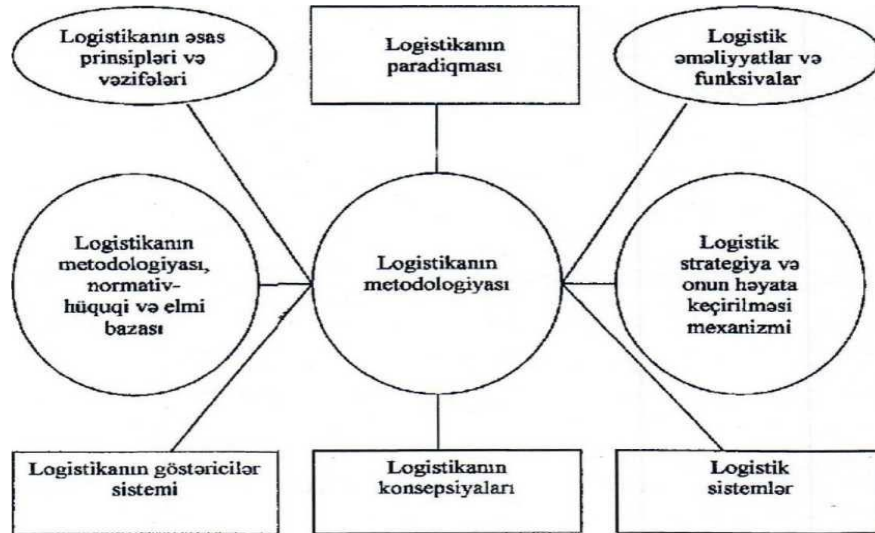 Logistikanın əsas
prinsipləri və
vəzifələri
Logistikanın
paradiqması
Logistik
əməliyyatlar və
funksivalar
Logistikanın
metodologiyası,
normativ-
hüquqi və elmi
bazası
Logistikanın
metodologiyası
Logistik
strategiya və
onun həyata
keçirilməsi
mexanizmi
Logistikanın göstəricilər
sistemi
Logistikanın
konsepsiyaları
Logistik
sistemlər